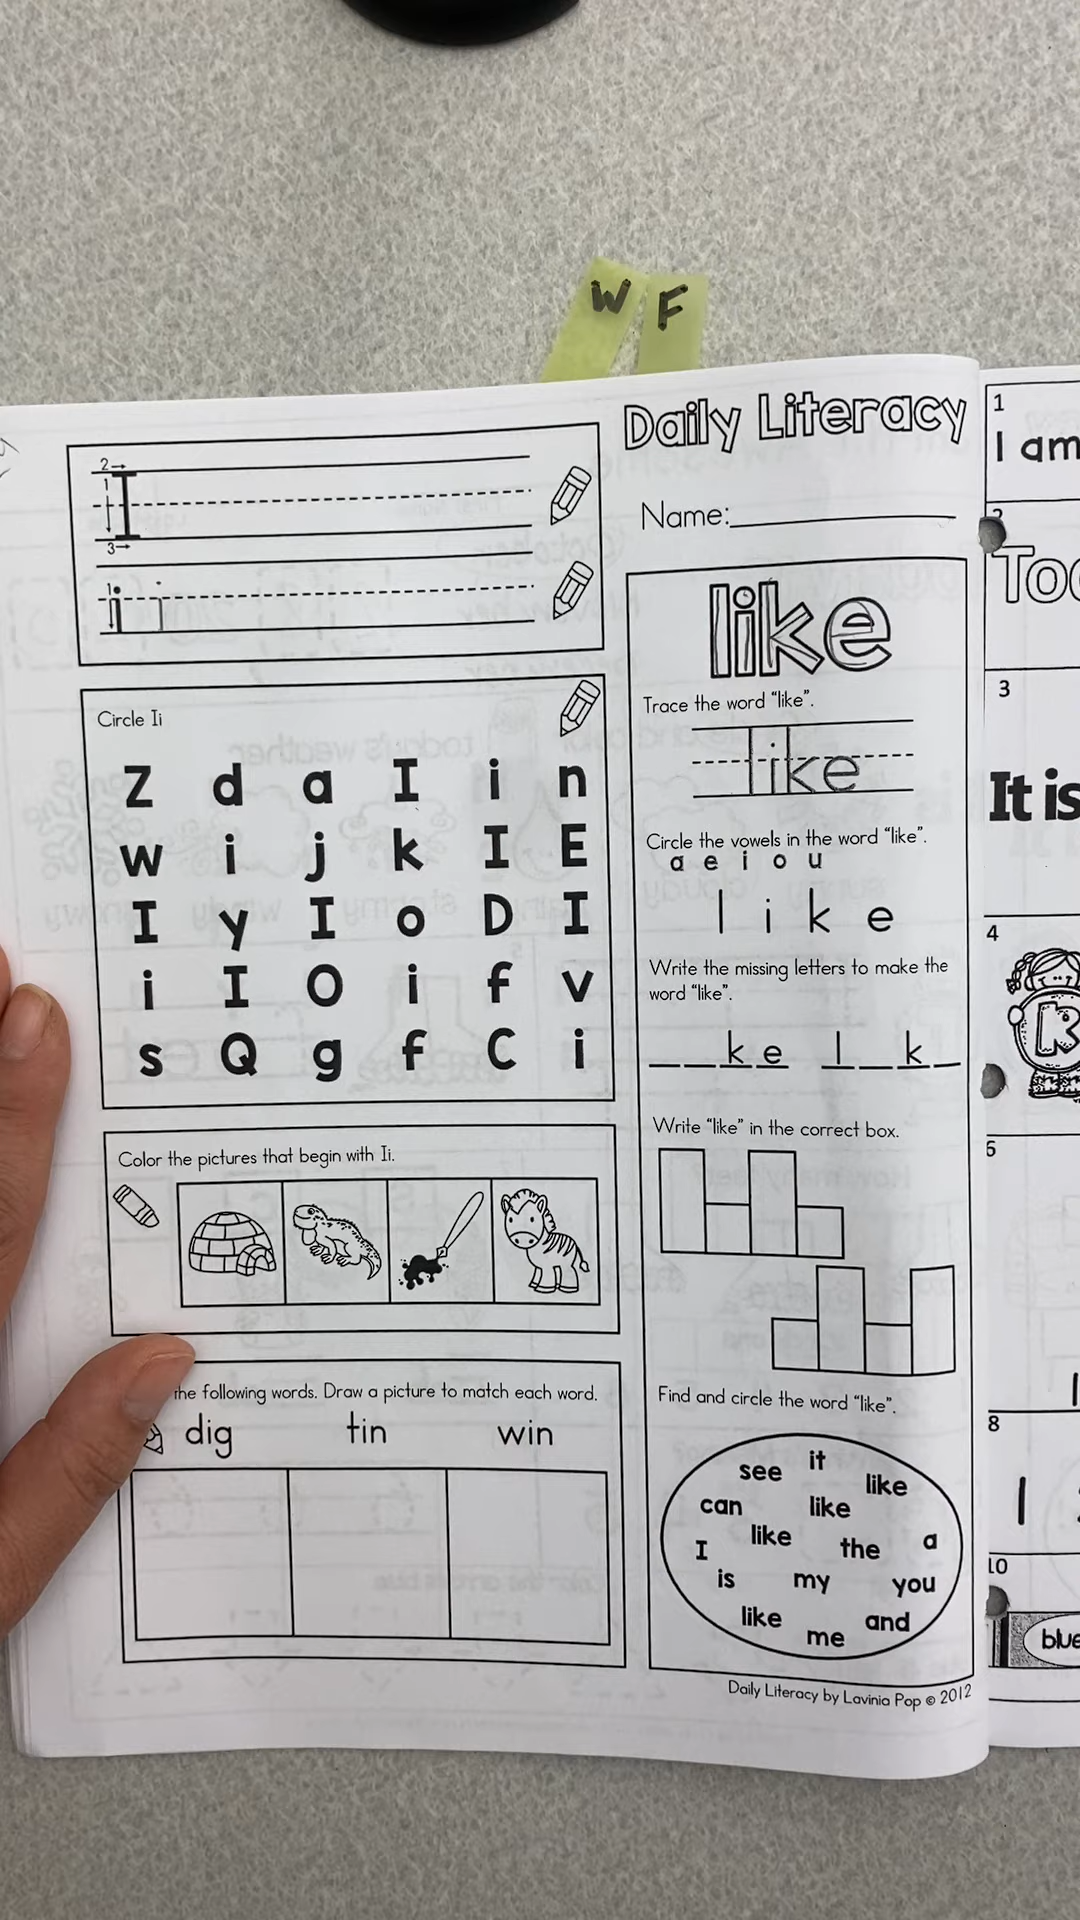 W F
Daily Literacy
Name:
I
i i
Circle Ii
Z d a I i n
w i j k I E
I y I o D I
i I O i f v
s Q g f C i
Color the pictures that begin with Ii.
the following words. Draw a picture to match each word.
dig tin win
like
Trace the word “like”.
like
Circle the vowels in the word “like”.
a e i o u
l i k e
Write the missing letters to make the
word “like”.
__ke l_k_
Write “like” in the correct box.
Find and circle the word “like”.
see it like
can like
I like the a
is my you
like me and
Daily Literacy by Lavinia Pop © 2012
1
I am
2
3
It is
4
k
6
8
1
10
blue